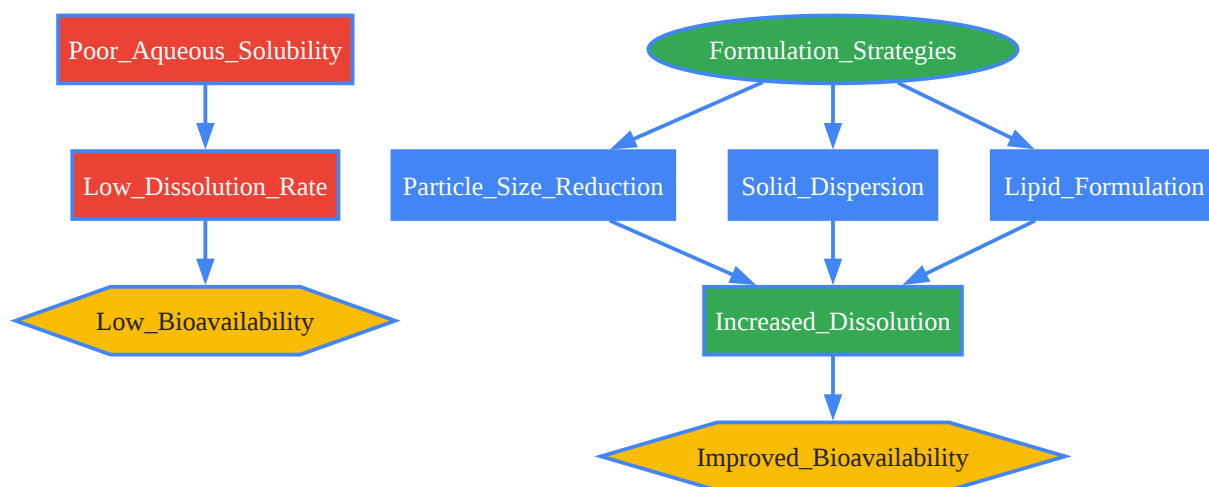 Poor_Aqueous_Solubility
Formulation_Strategies
Low_Dissolution_Rate
Particle_Size_Reduction
Solid_Dispersion
Lipid_Formulation
Low_Bioavailability
Increased_Dissolution
Improved_Bioavailability